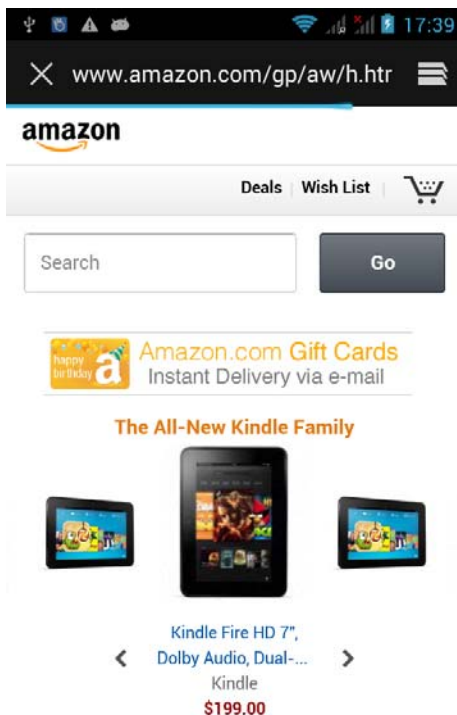 17:39
www.amazon.com/gp/aw/h.htr
amazon
Deals | Wish List |
Search
Go
happy birthday a
Amazon.com Gift Cards
Instant Delivery via e-mail
The All-New Kindle Family
Kindle Fire HD 7",
Dolby Audio, Dual-...
Kindle
$199.00